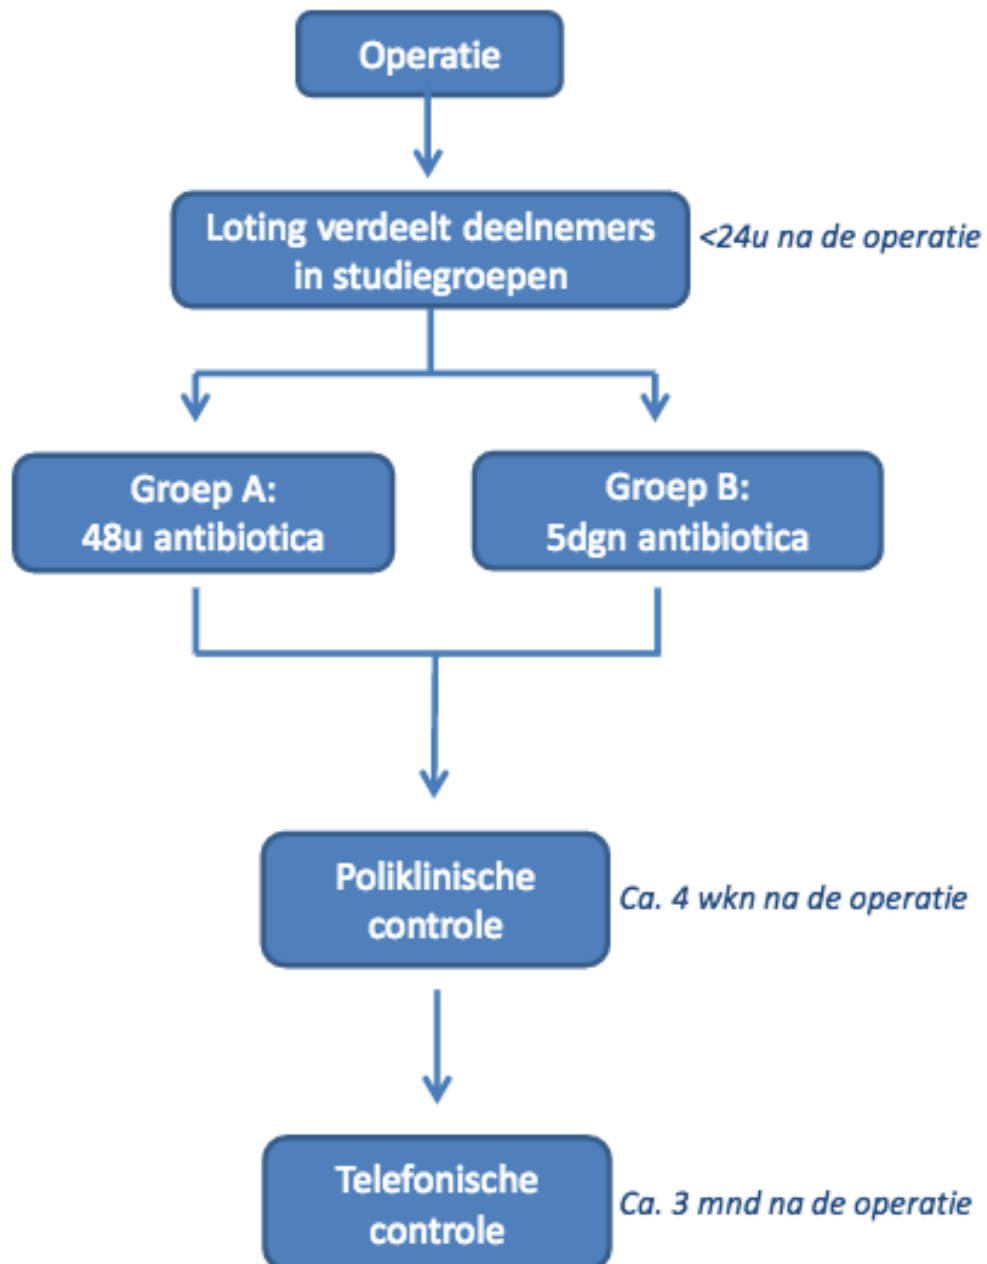 Operatie
Loting verdeelt deelnemers
in studiegroepen
<24u na de operatie
Groep A:
48u antibiotica
Groep B:
5dgn antibiotica
Poliklinische
controle
Ca. 4 wkn na de operatie
Telefonische
controle
Ca. 3 mnd na de operatie